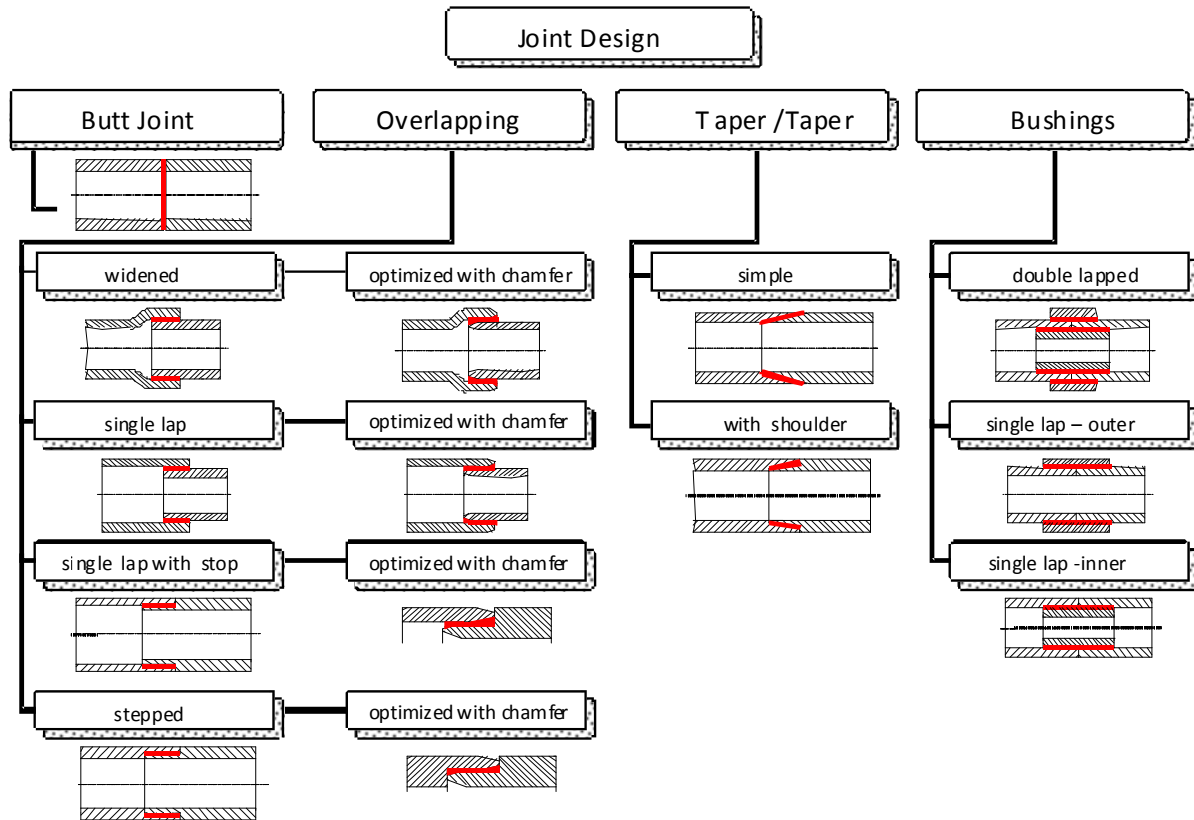 Joint Design
Butt Joint
Overlapping
Taper /Taper
Bushings
widened
optimized with chamfer
simple
double lapped
single lap
optimized with chamfer
with shoulder
single lap – outer
single lap with stop
optimized with chamfer
single lap -inner
stepped
optimized with chamfer